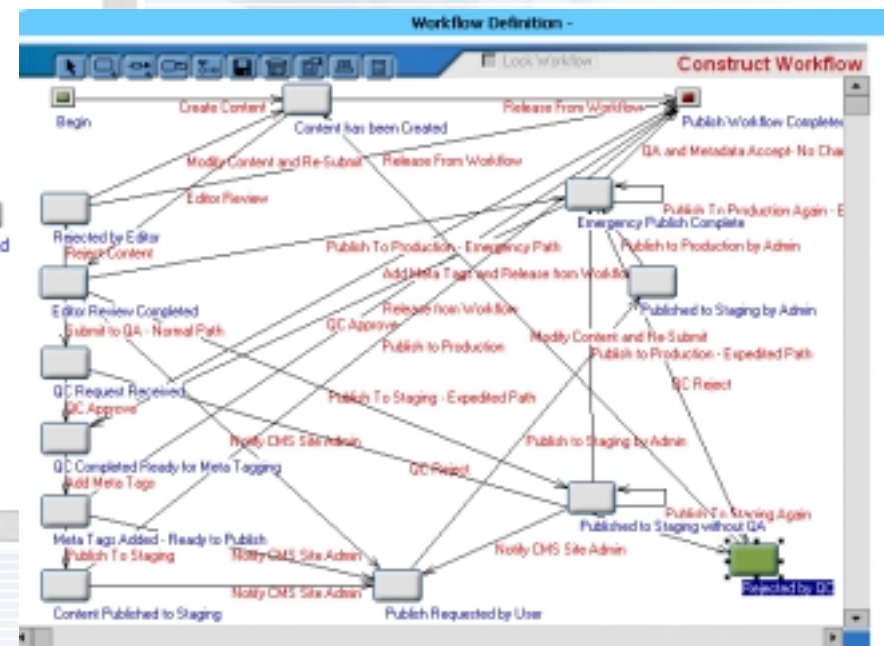 Workflow Definition -
Lock Workflow
Construct Workflow
Begin
Create Content
Content has been Created
Release From Workflow
Publish Workflow Complete
Modify Content and Re-Submit
Release From Workflow
QA and Metadata Accept- No Cha
Editor Review
Rejected by Editor
Reject Content
Publish To Production - Emergency Path
Emergency Publish Complete
Publish To Production Again - E
Publish to Production by Admin
Add Meta Tags and Release from Workflo
Editor Review Completed
Submit to QA - Normal Path
Release from Workflow
QC Approve
Published to Staging by Admin
Modify Content and Re-Submit
Publish to Production
Publish to Production - Expedited Path
QC Request Received
QC Approve
Publish To Staging - Expedited Path
QC Reject
Notify CMS Site Admin
Publish to Staging by Admin
QC Completed Ready for Meta Tagging
Add Meta Tags
QC Reject
Meta Tags Added - Ready to Publish
Publish To Staging
Notify CMS Site Admin
Published to Staging without QA
Publish To Staging Again
Notify CMS Site Admin
Rejected by QC
Notify CMS Site Admin
Content Published to Staging
Publish Requested by User
d